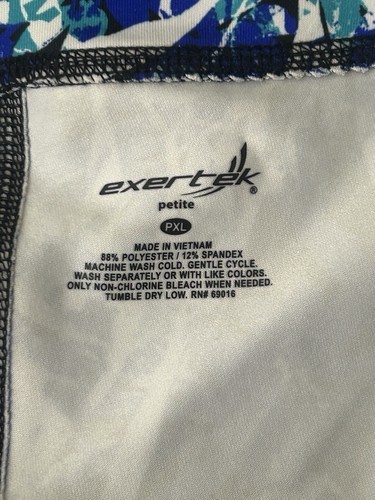 exertek®
petite
PXL
MADE IN VIETNAM
88% POLYESTER / 12% SPANDEX
MACHINE WASH COLD. GENTLE CYCLE.
WASH SEPARATELY OR WITH LIKE COLORS.
ONLY NON-CHLORINE BLEACH WHEN NEEDED.
TUMBLE DRY LOW. RN# 69016